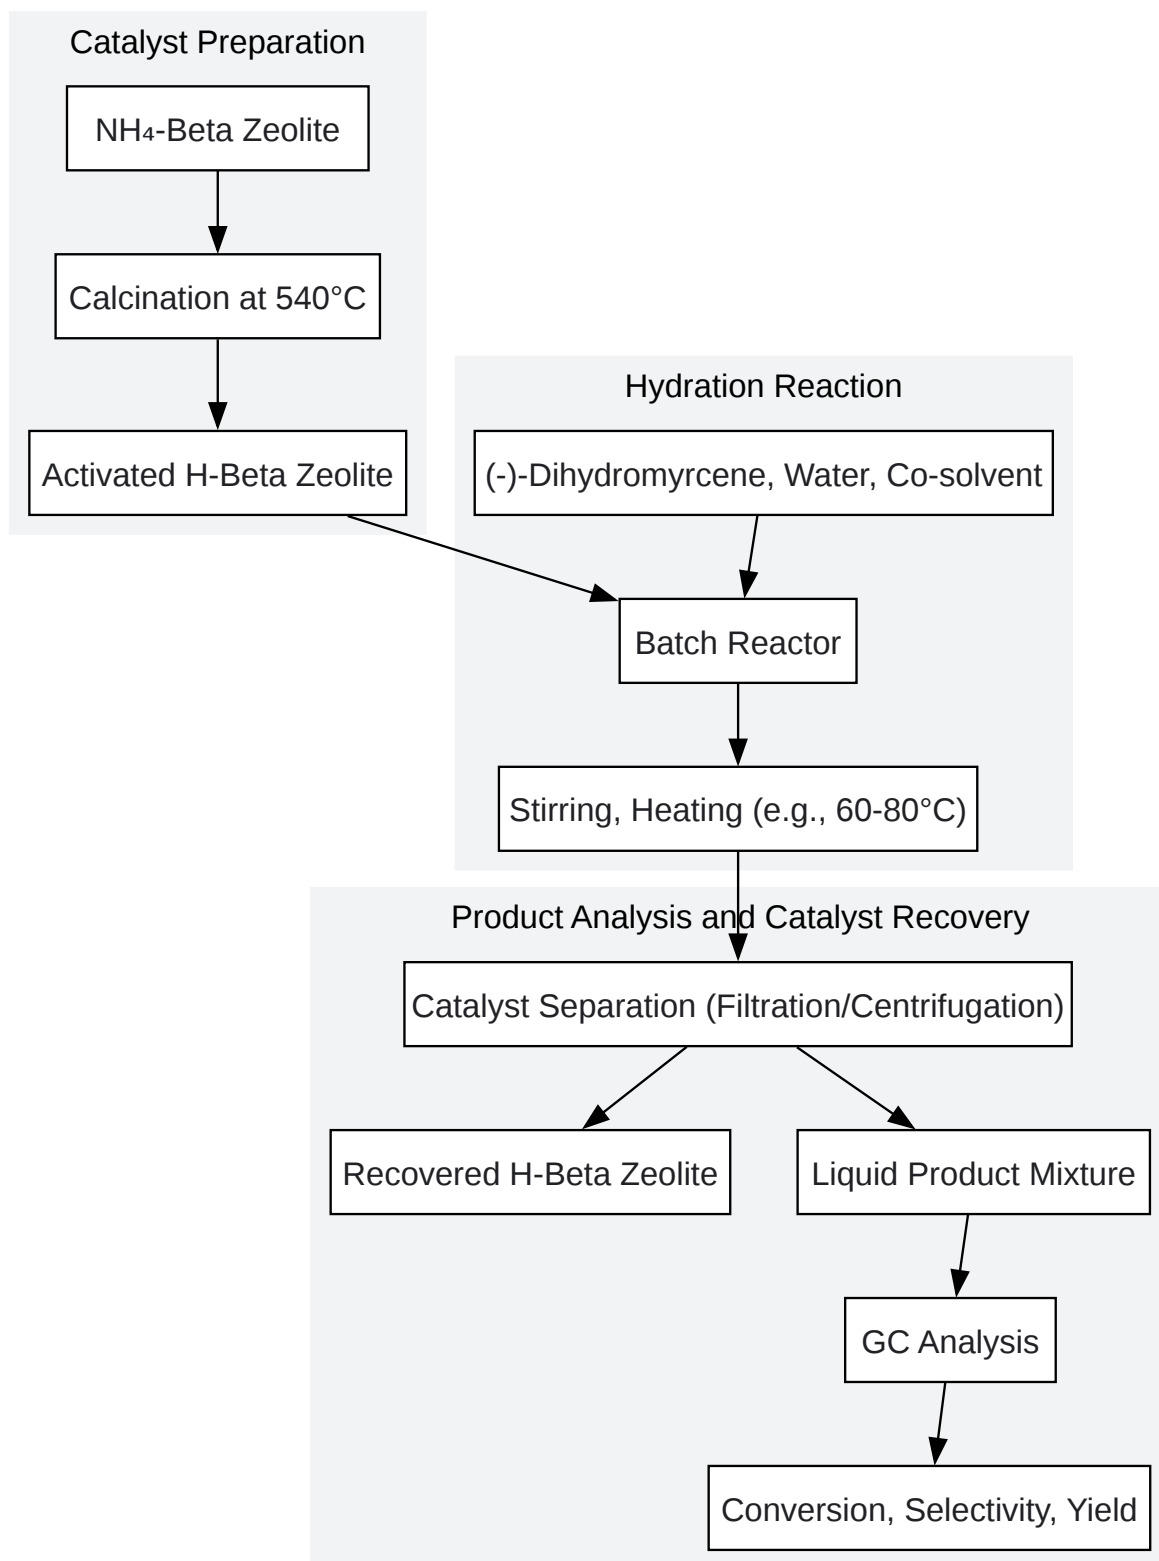 Catalyst Preparation
NH₄-Beta Zeolite
Calcination at 540°C
Activated H-Beta Zeolite
Hydration Reaction
(-)-Dihydromyrcene, Water, Co-solvent
Batch Reactor
Stirring, Heating (e.g., 60-80°C)
Product Analysis and Catalyst Recovery
Catalyst Separation (Filtration/Centrifugation)
Recovered H-Beta Zeolite
Liquid Product Mixture
GC Analysis
Conversion, Selectivity, Yield